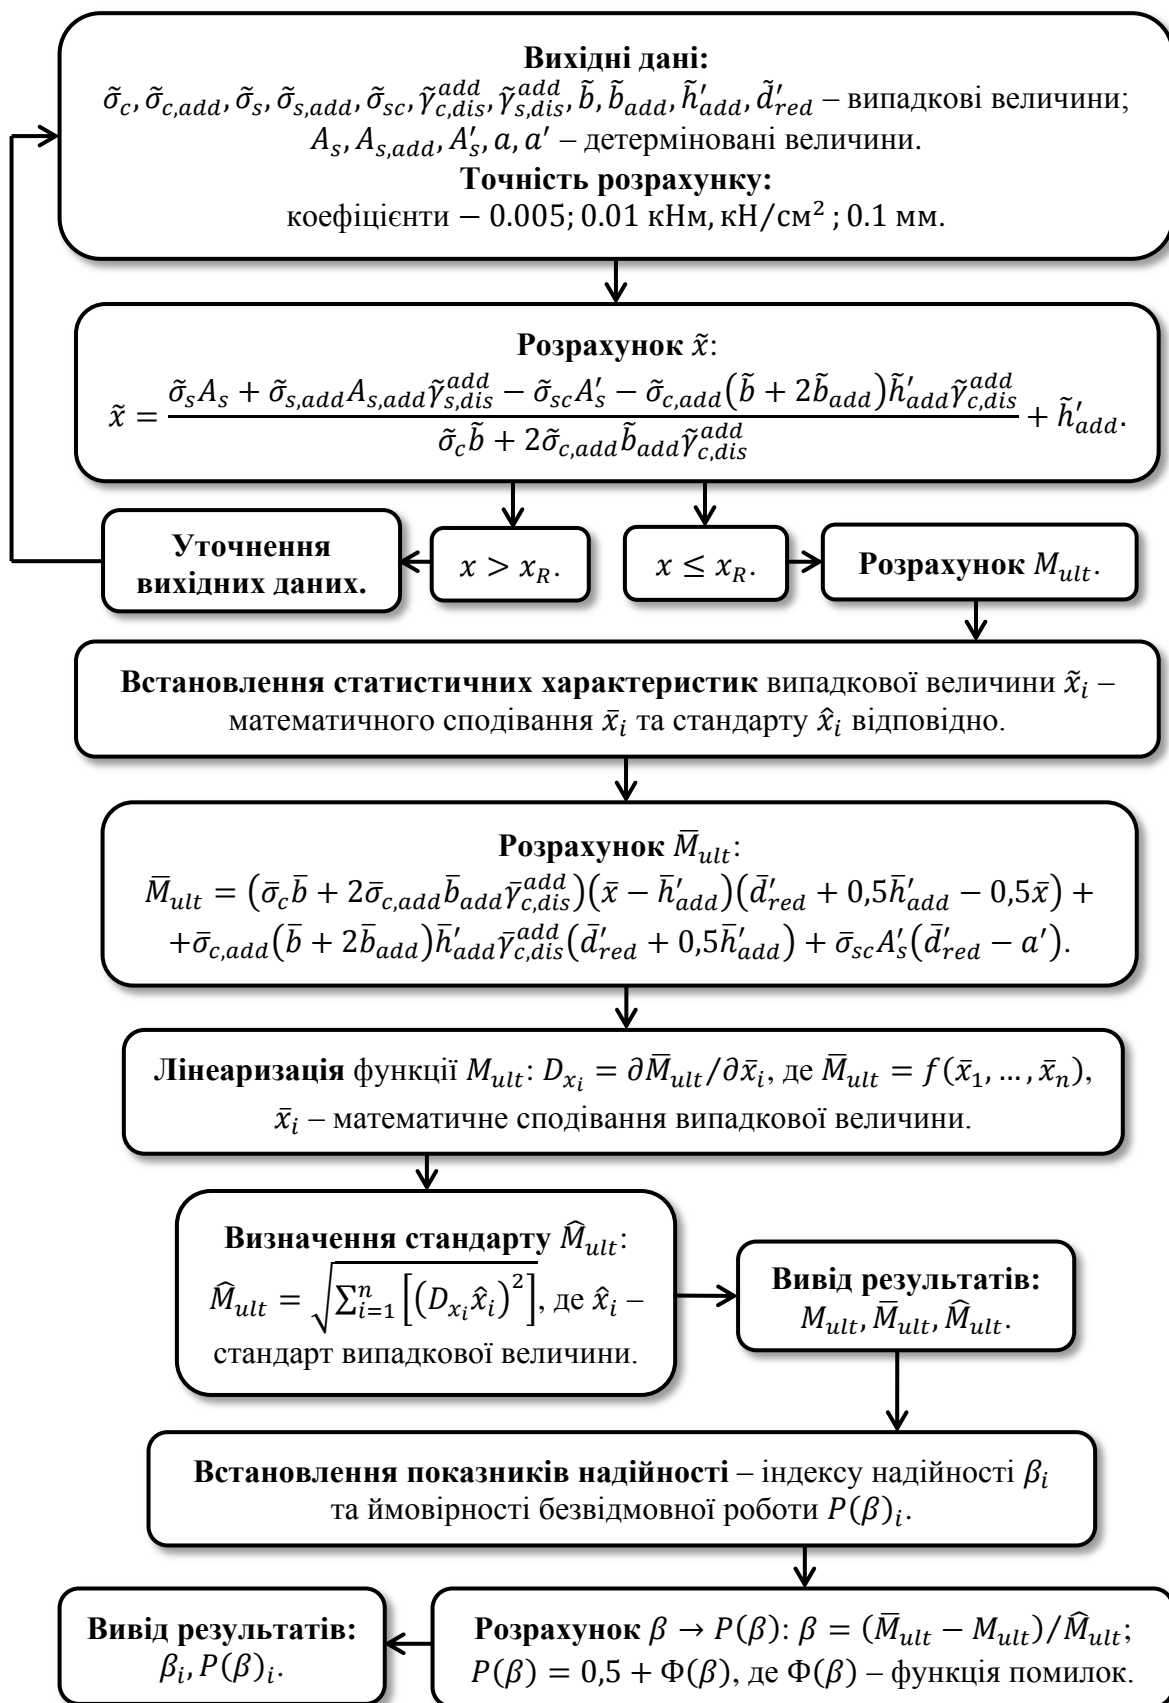 Вихідні дані:
σ̃_c, σ̃_{c,add}, σ̃_s, σ̃_{s,add}, σ̃_{sc}, γ̃_{c,dis}^{add}, γ̃_{s,dis}^{add}, b̃, b̃_{add}, h̃′_{add}, d̃′_{red} – випадкові величини;
A_s, A_{s,add}, A′_s, a, a′ – детерміновані величини.
Точність розрахунку:
коефіцієнти – 0.005; 0.01 кНм, кН/см²; 0.1 мм.
Розрахунок x̃:
x̃ = (σ̃_s A_s + σ̃_{s,add} A_{s,add} γ̃_{s,dis}^{add} − σ̃_{sc} A′_s − σ̃_{c,add}(b̃ + 2b̃_{add}) h̃′_{add} γ̃_{c,dis}^{add}) / (σ̃_c b̃ + 2σ̃_{c,add} b̃_{add} γ̃_{c,dis}^{add}) + h̃′_{add}.
Уточнення
вихідних даних.
x > x_R.
x ≤ x_R.
Розрахунок M_{ult}.
Встановлення статистичних характеристик випадкової величини x̃_i –
математичного сподівання x̄_i та стандарту x̂_i відповідно.
Розрахунок M̄_{ult}:
M̄_{ult} = (σ̄_c b̄ + 2σ̄_{c,add} b̄_{add} γ̄_{c,dis}^{add})(x̄ − h̄′_{add})(d̄′_{red} + 0,5h̄′_{add} − 0,5x̄) +
+σ̄_{c,add}(b̄ + 2b̄_{add}) h̄′_{add} γ̄_{c,dis}^{add}(d̄′_{red} + 0,5h̄′_{add}) + σ̄_{sc} A′_s(d̄′_{red} − a′).
Лінеаризація функції M_{ult}: D_{x_i} = ∂M̄_{ult}/∂x̄_i, де M̄_{ult} = f(x̄_1, …, x̄_n),
x̄_i – математичне сподівання випадкової величини.
Визначення стандарту M̂_{ult}:
M̂_{ult} = √(∑_{i=1}^{n} [(D_{x_i} x̂_i)²]), де x̂_i –
стандарт випадкової величини.
Вивід результатів:
M_{ult}, M̄_{ult}, M̂_{ult}.
Встановлення показників надійності – індексу надійності β_i
та ймовірності безвідмовної роботи P(β)_i.
Вивід результатів:
β_i, P(β)_i.
Розрахунок β → P(β): β = (M̄_{ult} − M_{ult})/M̂_{ult};
P(β) = 0,5 + Φ(β), де Φ(β) – функція помилок.